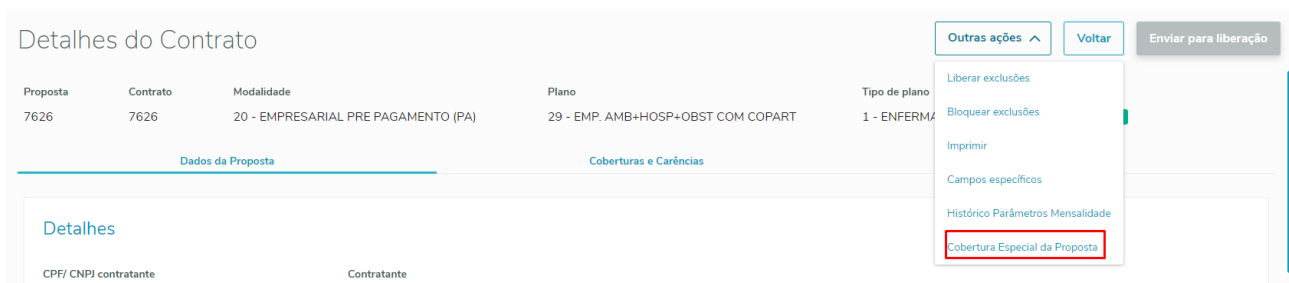 Detalhes do Contrato
Outras ações
Voltar
Enviar para liberação
Liberar exclusões
Bloquear exclusões
Imprimir
Campos específicos
Histórico Parâmetros Mensalidade
Cobertura Especial da Proposta
Proposta Contrato Modalidade Plano Tipo de plano
7626 7626 20 - EMPRESARIAL PRE PAGAMENTO (PA) 29 - EMP. AMB+HOSP+OBST COM COPART 1 - ENFERMA
Dados da Proposta Coberturas e Carências
Detalhes
CPF/ CNPJ contratante Contratante